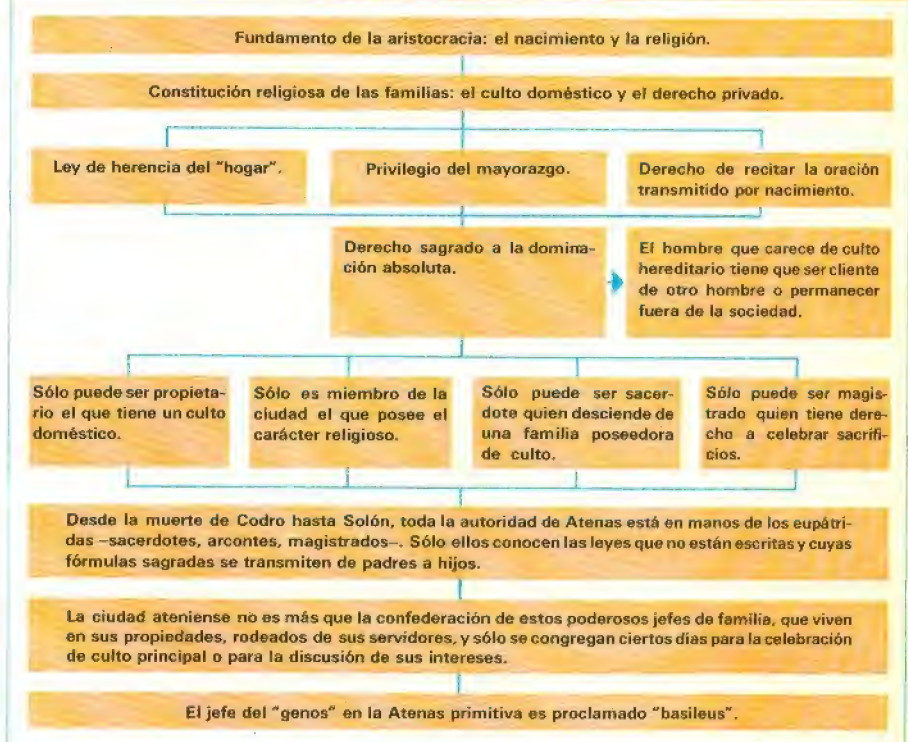 Fundamento de la aristocracia: el nacimiento y la religión.
Constitución religiosa de las familias: el culto doméstico y el derecho privado.
Ley de herencia del "hogar".
Privilegio del mayorazgo.
Derecho de recitar la oración
transmitido por nacimiento.
Derecho sagrado a la domina-
ción absoluta.
El hombre que carece de culto
hereditario tiene que ser cliente
de otro hombre o permanecer
fuera de la sociedad.
Sólo puede ser propieta-
rio el que tiene un culto
doméstico.
Sólo es miembro de la
ciudad el que posee el
carácter religioso.
Sólo puede ser sacer-
dote quien desciende de
una familia poseedora
de culto.
Sólo puede ser magis-
trado quien tiene dere-
cho a celebrar sacrifi-
cios.
Desde la muerte de Codro hasta Solón, toda la autoridad de Atenas está en manos de los eupátri-
das –sacerdotes, arcontes, magistrados–. Sólo ellos conocen las leyes que no están escritas y cuyas
fórmulas sagradas se transmiten de padres a hijos.
La ciudad ateniense no es más que la confederación de estos poderosos jefes de familia, que viven
en sus propiedades, rodeados de sus servidores, y sólo se congregan ciertos días para la celebración
de culto principal o para la discusión de sus intereses.
El jefe del "genos" en la Atenas primitiva es proclamado "basileus".